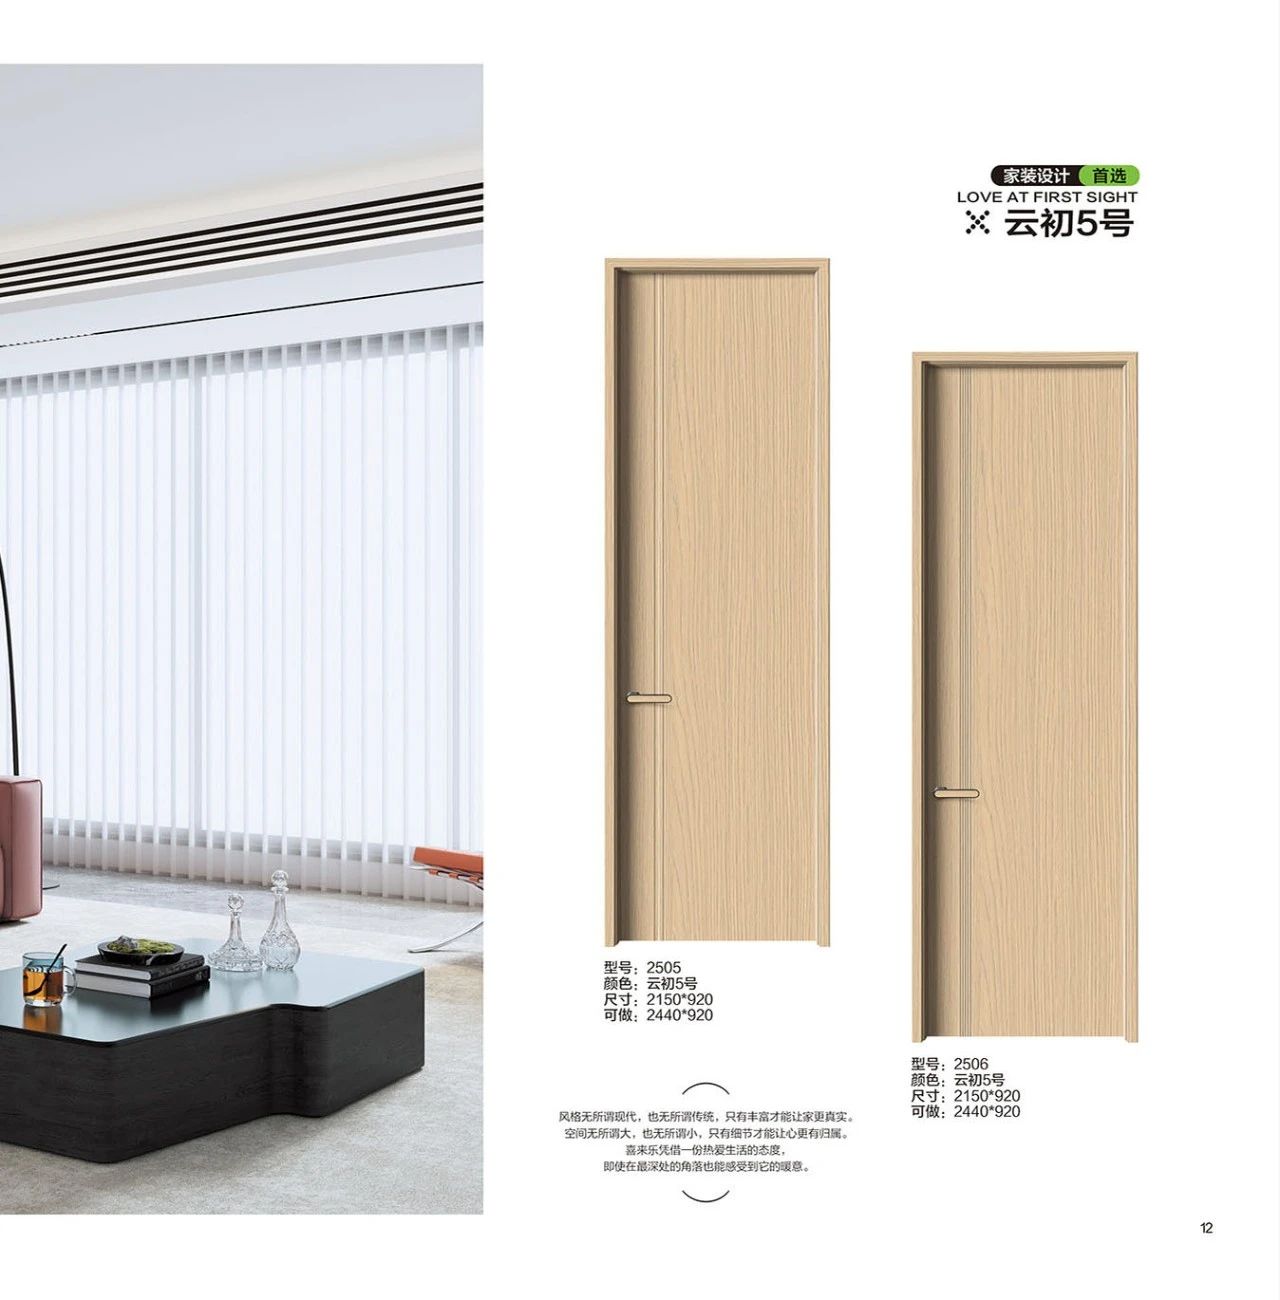 家装设计 首选
LOVE AT FIRST SIGHT
云初5号
型号：2505
颜色：云初5号
尺寸：2150*920
可做：2440*920
型号：2506
颜色：云初5号
尺寸：2150*920
可做：2440*920
风格无所谓现代，也无所谓传统，只有丰富才能让家更真实。
空间无所谓大，也无所谓小，只有细节才能让心更有归属。
喜来乐凭借一份热爱生活的态度，
即使在最深处的角落也能感受到它的暖意。
12